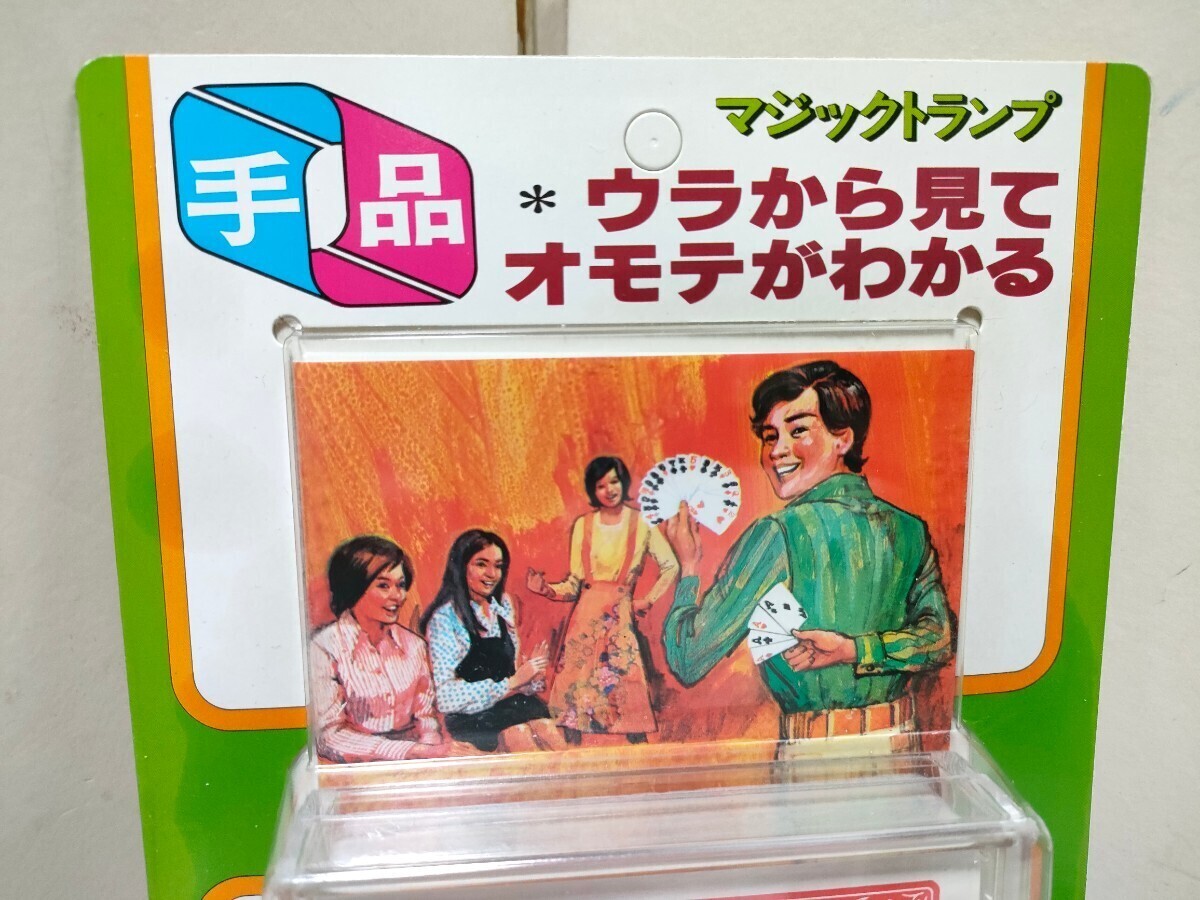 手品
マジックトランプ
* ウラから見て
オモテがわかる